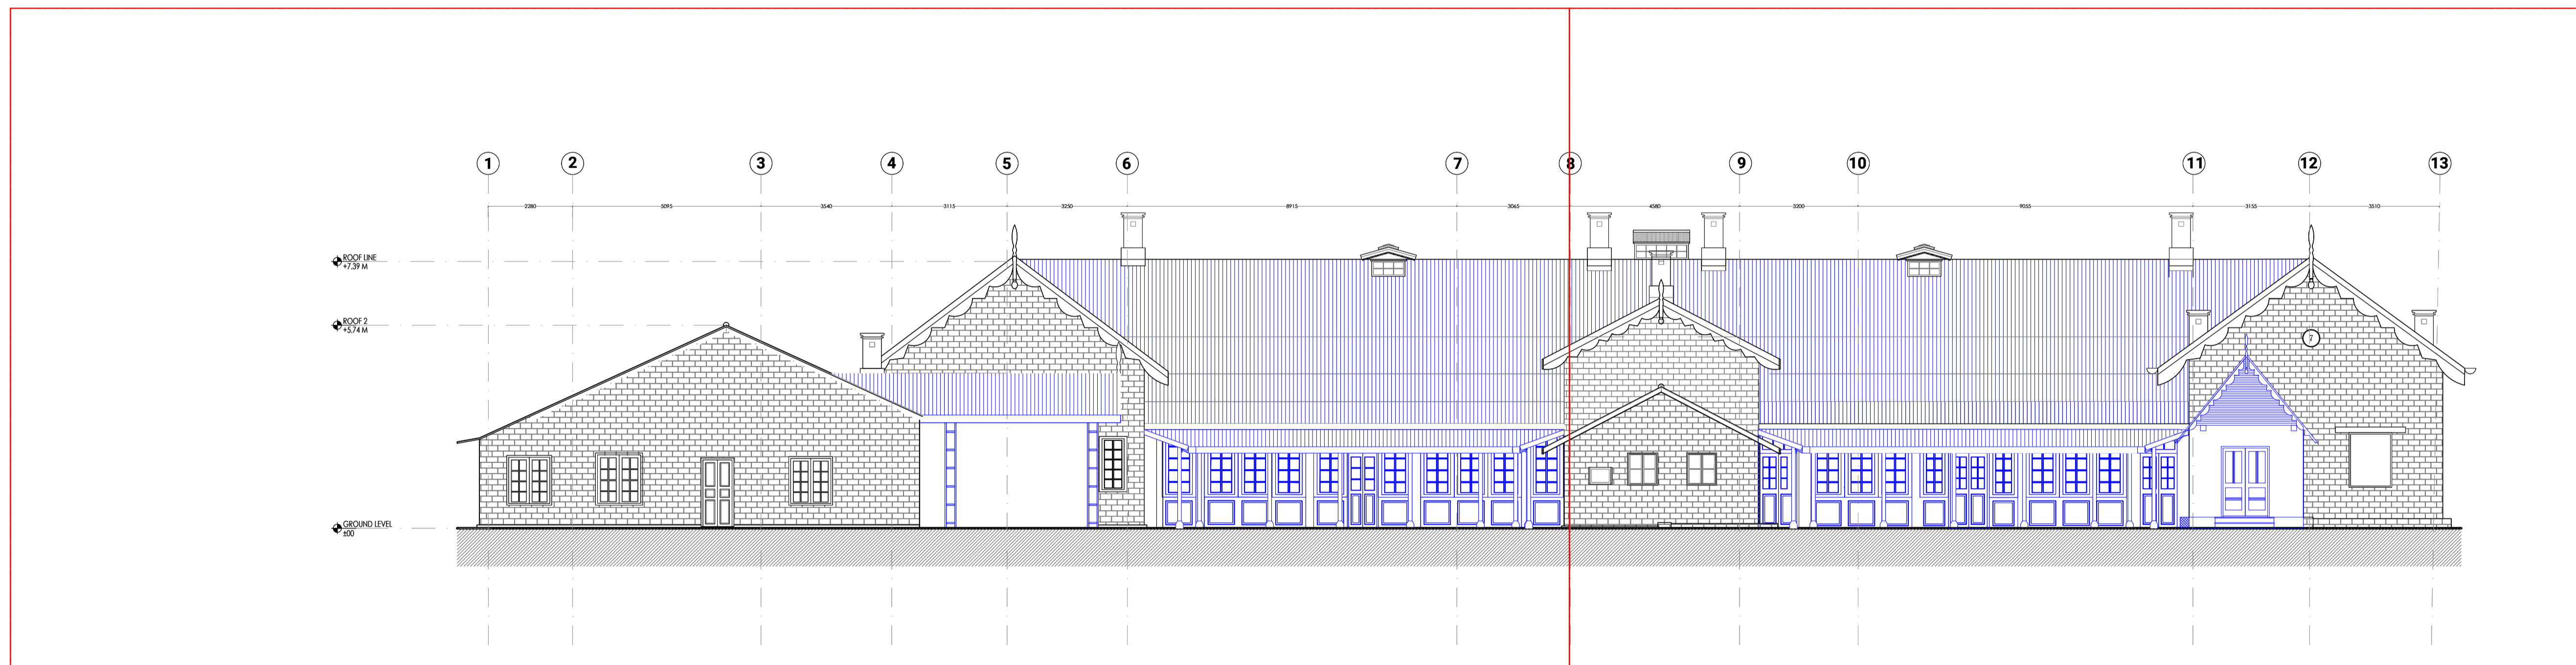 1 2 3 4 5 6 7 8 9 10 11 12 13
2280 5095 3540 3115 3250 8915 3065 4580 3200 9055 3155 3510
ROOF LINE
+7.39 M
ROOF 2
+5.74 M
GROUND LEVEL
±00